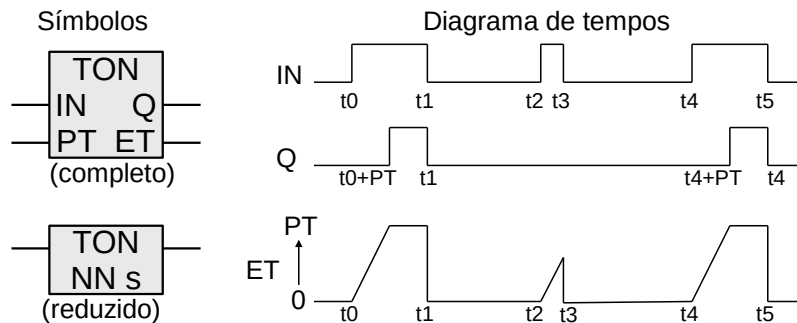 Símbolos
TON
IN Q
PT ET
(completo)
TON
NN s
(reduzido)
Diagrama de tempos
IN
t0 t1 t2 t3 t4 t5
Q
t0+PT t1 t4+PT t4
PT
ET
0
t0 t1 t2 t3 t4 t5